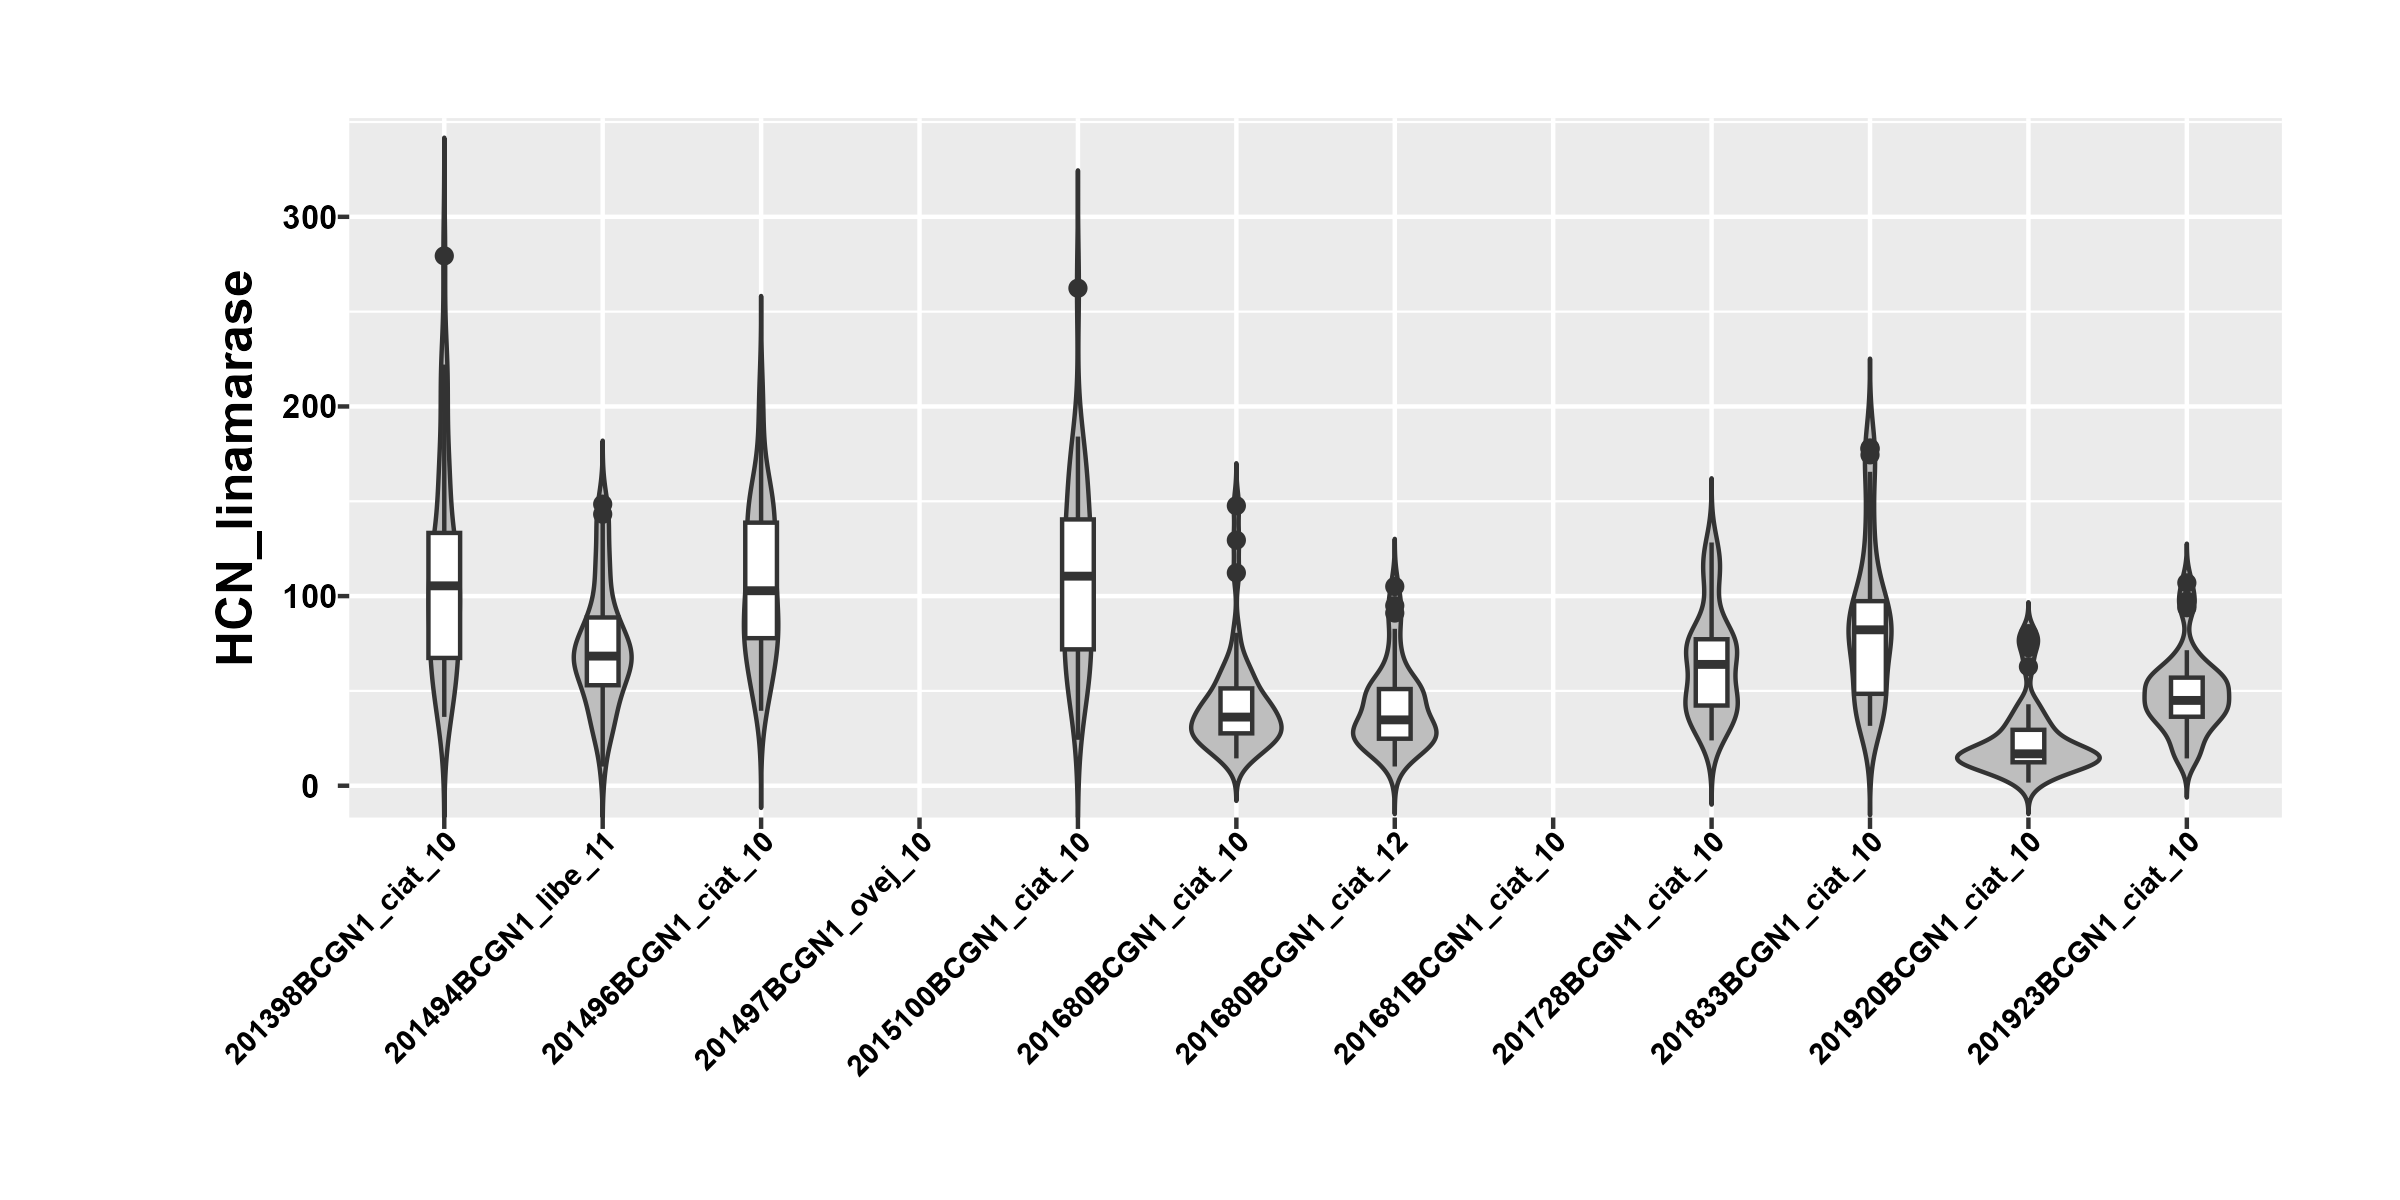 HCN_linamarase
300
200
100
0
201398BCGN1_ciat_10
201494BCGN1_libe_11
201496BCGN1_ciat_10
201497BCGN1_ovej_10
2015100BCGN1_ciat_10
201680BCGN1_ciat_10
201680BCGN1_ciat_12
201681BCGN1_ciat_10
201728BCGN1_ciat_10
201833BCGN1_ciat_10
201920BCGN1_ciat_10
201923BCGN1_ciat_10